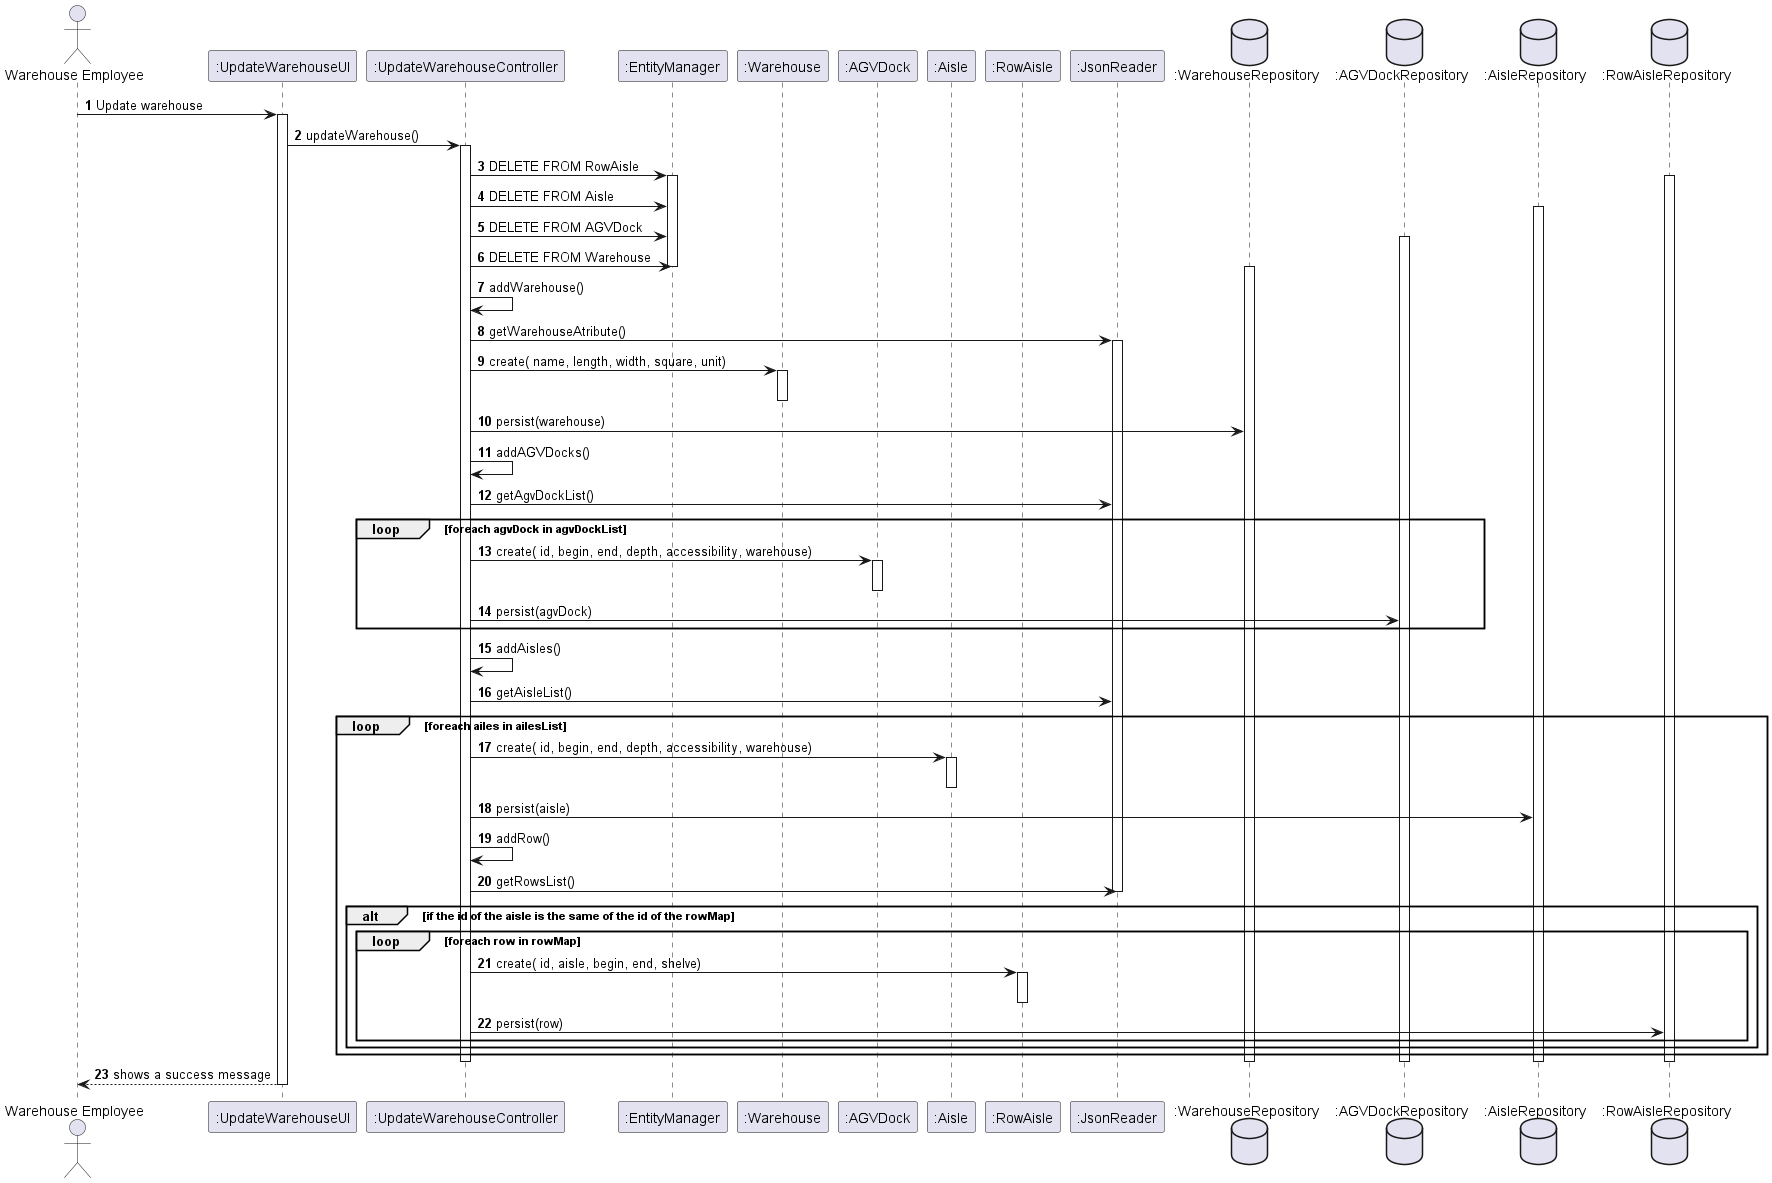 Warehouse Employee
:UpdateWarehouseUI
:UpdateWarehouseController
:EntityManager
:Warehouse
:AGVDock
:Aisle
:RowAisle
:JsonReader
:WarehouseRepository
:AGVDockRepository
:AisleRepository
:RowAisleRepository
1 Update warehouse
2 updateWarehouse()
3 DELETE FROM RowAisle
4 DELETE FROM Aisle
5 DELETE FROM AGVDock
6 DELETE FROM Warehouse
7 addWarehouse()
8 getWarehouseAtribute()
9 create( name, length, width, square, unit)
10 persist(warehouse)
11 addAGVDocks()
12 getAgvDockList()
loop [foreach agvDock in agvDockList]
13 create( id, begin, end, depth, accessibility, warehouse)
14 persist(agvDock)
15 addAisles()
16 getAisleList()
loop [foreach ailes in ailesList]
17 create( id, begin, end, depth, accessibility, warehouse)
18 persist(aisle)
19 addRow()
20 getRowsList()
alt [if the id of the aisle is the same of the id of the rowMap]
loop [foreach row in rowMap]
21 create( id, aisle, begin, end, shelve)
22 persist(row)
23 shows a success message
Warehouse Employee
:UpdateWarehouseUI
:UpdateWarehouseController
:EntityManager
:Warehouse
:AGVDock
:Aisle
:RowAisle
:JsonReader
:WarehouseRepository
:AGVDockRepository
:AisleRepository
:RowAisleRepository